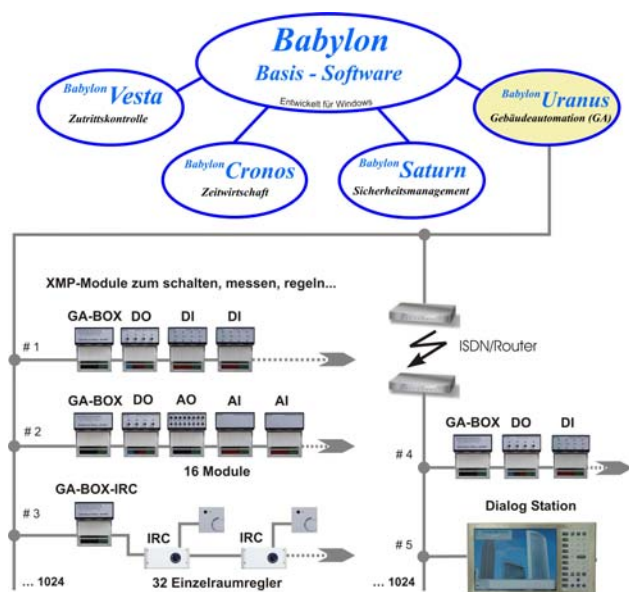 Babylon
Basis - Software
Entwickelt für Windows
Babylon Vesta
Zutrittskontrolle
Babylon Uranus
Gebäudeautomation (GA)
Babylon Cronos
Zeitwirtschaft
Babylon Saturn
Sicherheitsmanagement
XMP-Module zum schalten, messen, regeln...
GA-BOX DO DI DI
# 1
ISDN/Router
GA-BOX DO AO AI AI
# 2
16 Module
GA-BOX DO DI
# 4
GA-BOX-IRC
# 3
IRC IRC
32 Einzelraumregler
... 1024
Dialog Station
# 5
... 1024